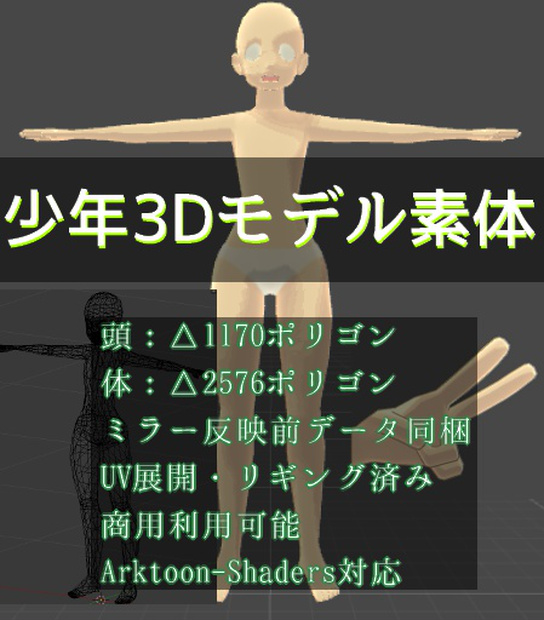 少年3Dモデル素体
頭：△1170ポリゴン
体：△2576ポリゴン
ミラー反映前データ同梱
UV展開・リギング済み
商用利用可能
Arktoon-Shaders対応